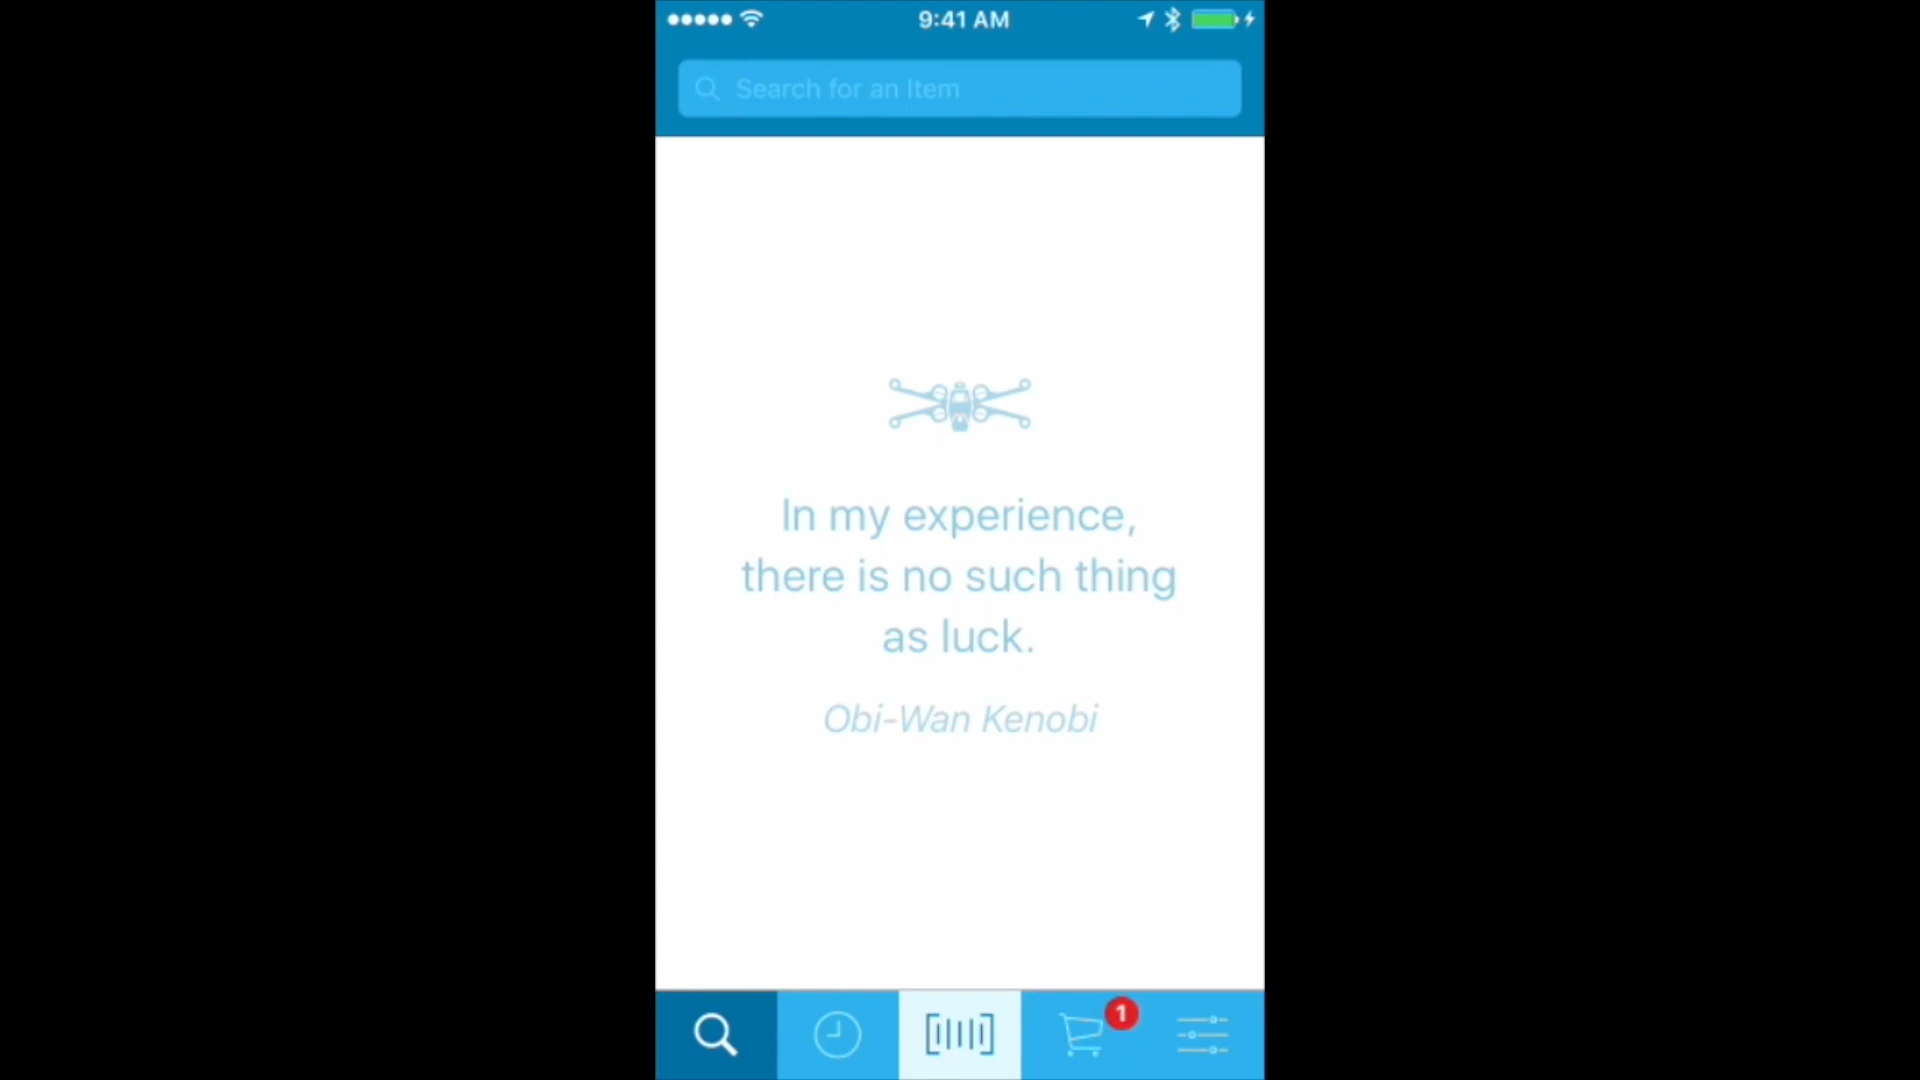 9:41 AM
Search for an Item
In my experience,
there is no such thing
as luck.
Obi-Wan Kenobi
1